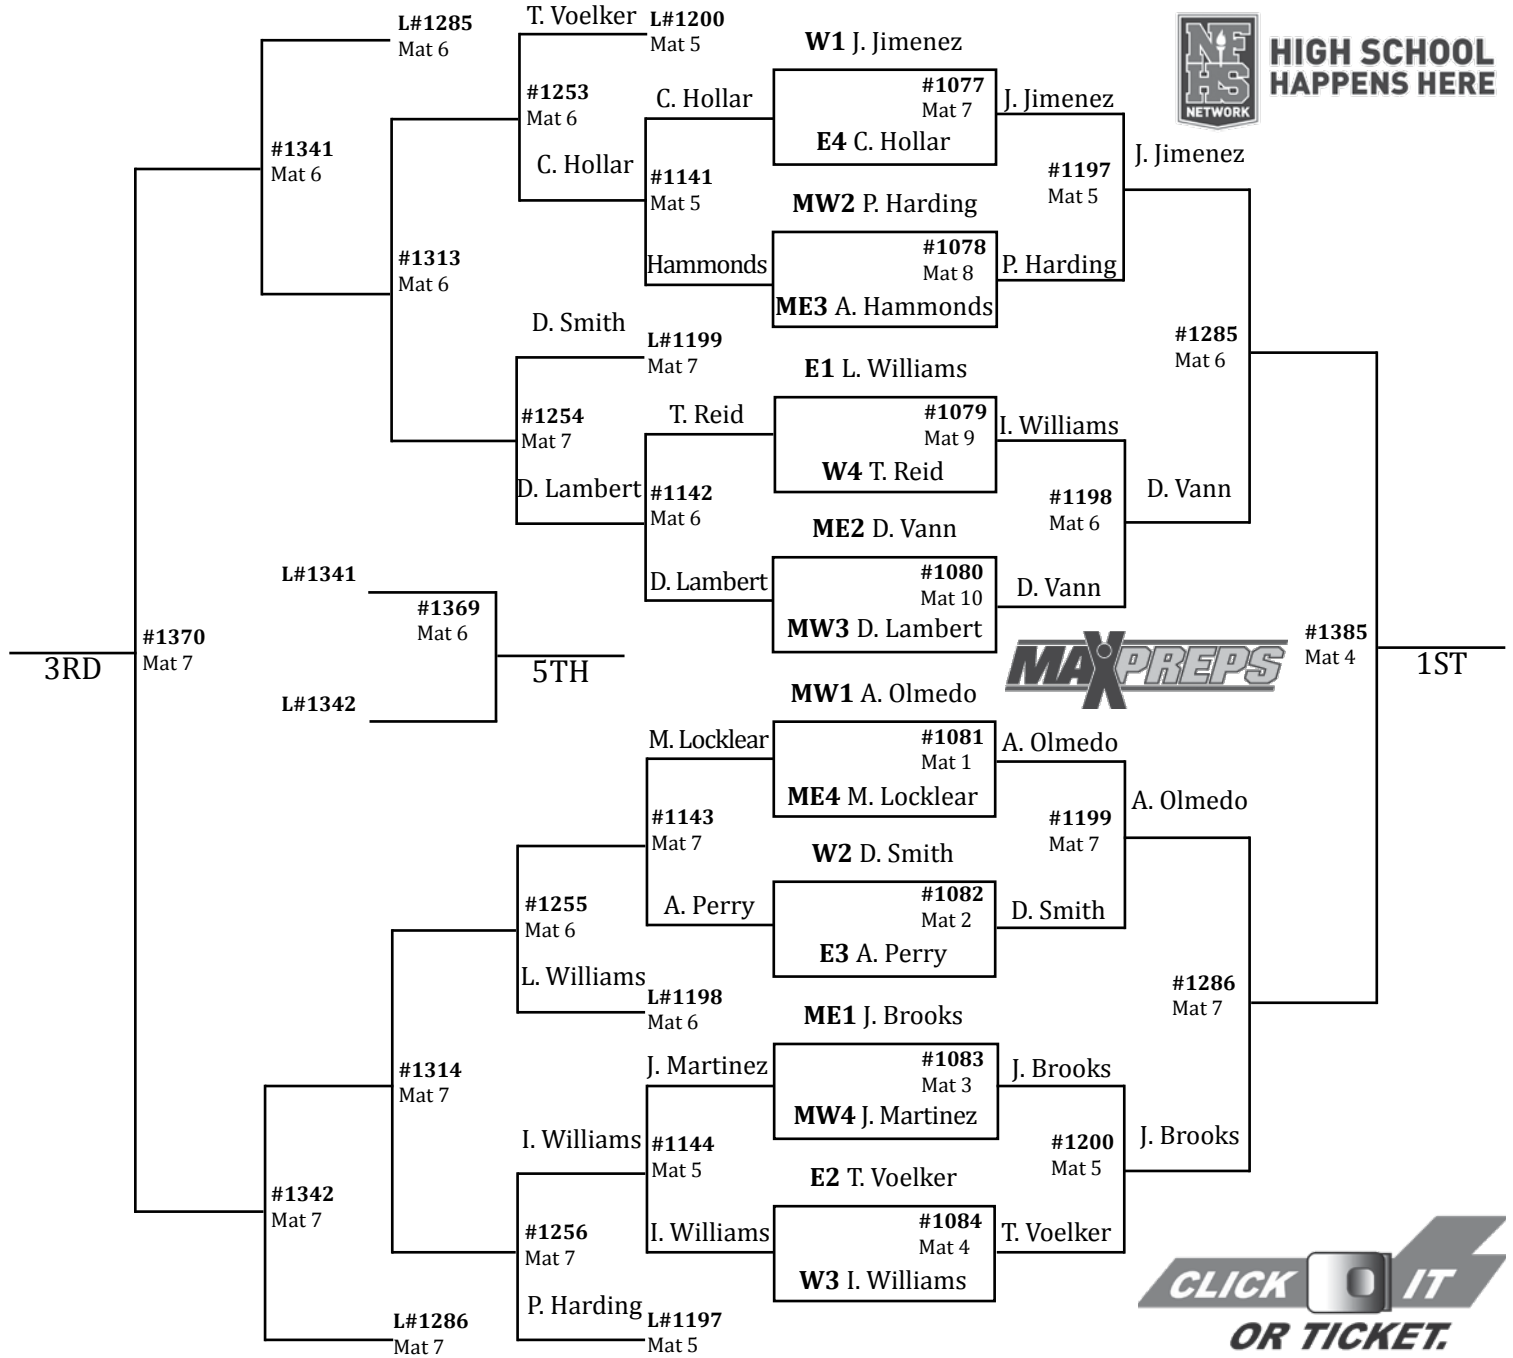 L#1285
Mat 6
T. Voelker
L#1200
Mat 5
W1 J. Jimenez
NFHS
NETWORK
HIGH SCHOOL
HAPPENS HERE
#1253
Mat 6
C. Hollar
#1077
Mat 7
J. Jimenez
E4 C. Hollar
#1341
Mat 6
C. Hollar
#1141
Mat 5
#1197
Mat 5
J. Jimenez
MW2 P. Harding
#1313
Mat 6
Hammonds
#1078
Mat 8
P. Harding
ME3 A. Hammonds
D. Smith
L#1199
Mat 7
#1285
Mat 6
E1 L. Williams
#1254
Mat 7
T. Reid
#1079
Mat 9
I. Williams
W4 T. Reid
D. Lambert
#1142
Mat 6
#1198
Mat 6
D. Vann
ME2 D. Vann
L#1341
D. Lambert
#1080
Mat 10
D. Vann
#1369
Mat 6
MW3 D. Lambert
#1370
Mat 7
3RD
5TH
MAXPREPS
#1385
Mat 4
1ST
L#1342
MW1 A. Olmedo
M. Locklear
#1081
Mat 1
A. Olmedo
ME4 M. Locklear
#1143
Mat 7
#1199
Mat 7
A. Olmedo
W2 D. Smith
#1255
Mat 6
A. Perry
#1082
Mat 2
D. Smith
E3 A. Perry
L. Williams
L#1198
Mat 6
#1286
Mat 7
ME1 J. Brooks
#1314
Mat 7
J. Martinez
#1083
Mat 3
J. Brooks
MW4 J. Martinez
I. Williams
#1144
Mat 5
#1200
Mat 5
J. Brooks
E2 T. Voelker
#1342
Mat 7
#1256
Mat 7
I. Williams
#1084
Mat 4
T. Voelker
W3 I. Williams
P. Harding
L#1286
Mat 7
L#1197
Mat 5
CLICK IT
OR TICKET.